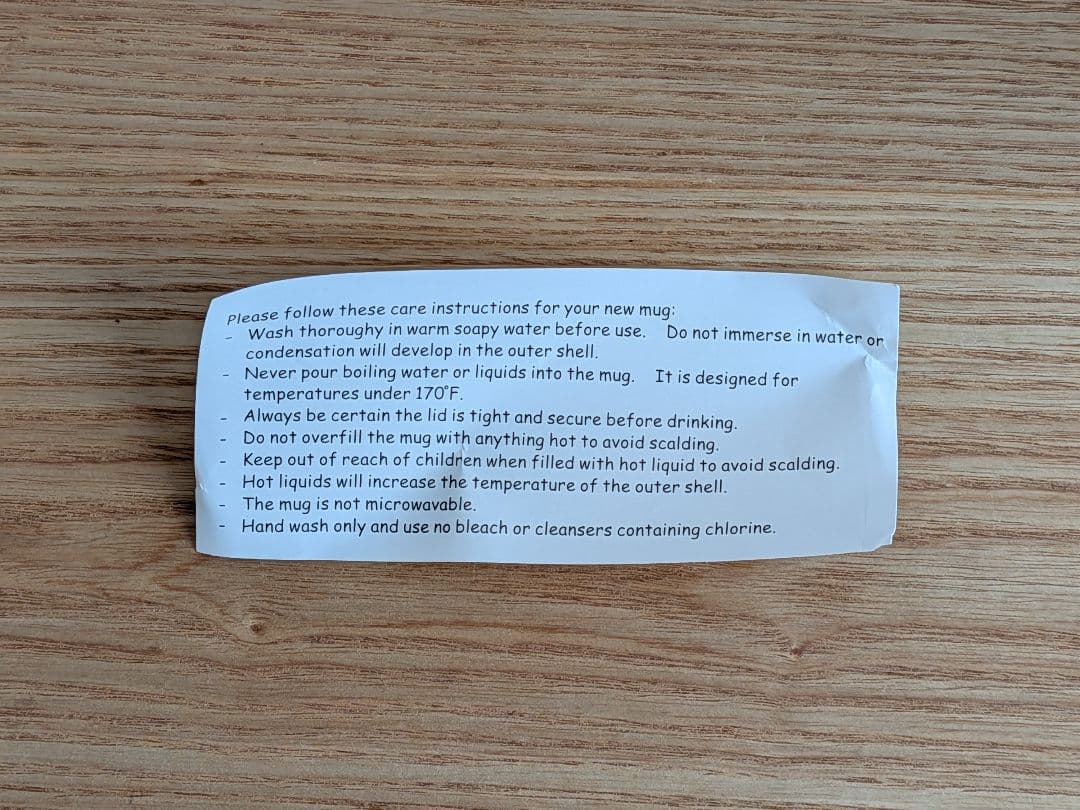 Please follow these care instructions for your new mug:
- Wash thoroughy in warm soapy water before use. Do not immerse in water or
condensation will develop in the outer shell.
- Never pour boiling water or liquids into the mug. It is designed for
temperatures under 170°F.
- Always be certain the lid is tight and secure before drinking.
- Do not overfill the mug with anything hot to avoid scalding.
- Keep out of reach of children when filled with hot liquid to avoid scalding.
- Hot liquids will increase the temperature of the outer shell.
- The mug is not microwavable.
- Hand wash only and use no bleach or cleansers containing chlorine.